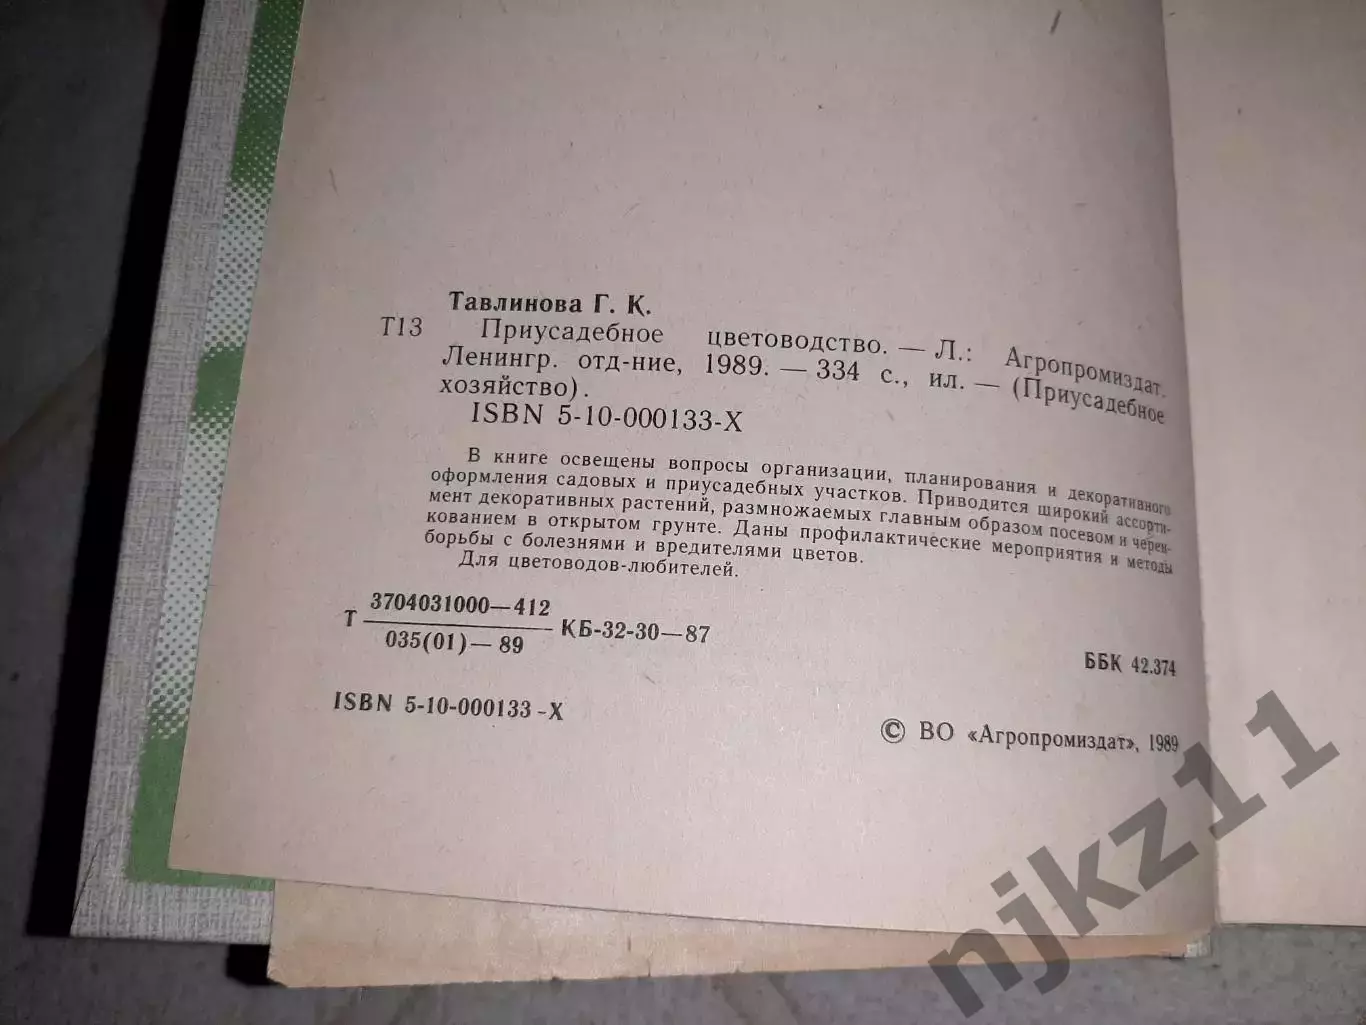 Тавлинова Г. К.
Т13 Приусадебное цветоводство. — Л.: Агропромиздат.
Ленингр. отд-ние, 1989. — 334 с., ил. — (Приусадебное
хозяйство).
ISBN 5-10-000133-X
В книге освещены вопросы организации, планирования и декоративного
оформления садовых и приусадебных участков. Приводится широкий ассорти-
мент декоративных растений, размножаемых главным образом посевом и черен-
кованием в открытом грунте. Даны профилактические мероприятия и методы
борьбы с болезнями и вредителями цветов.
Для цветоводов-любителей.
Т 3704031000—412
035(01)—89 КБ-32-30—87
ББК 42.374
ISBN 5-10-000133-X
© ВО «Агропромиздат», 1989
njkz11